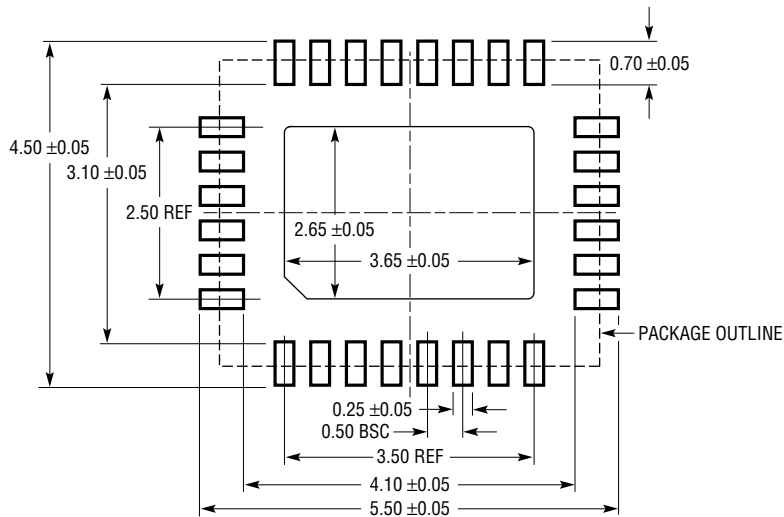 0.70 ±0.05
4.50 ±0.05
3.10 ±0.05
2.50 REF
2.65 ±0.05
3.65 ±0.05
PACKAGE OUTLINE
0.25 ±0.05
0.50 BSC
3.50 REF
4.10 ±0.05
5.50 ±0.05